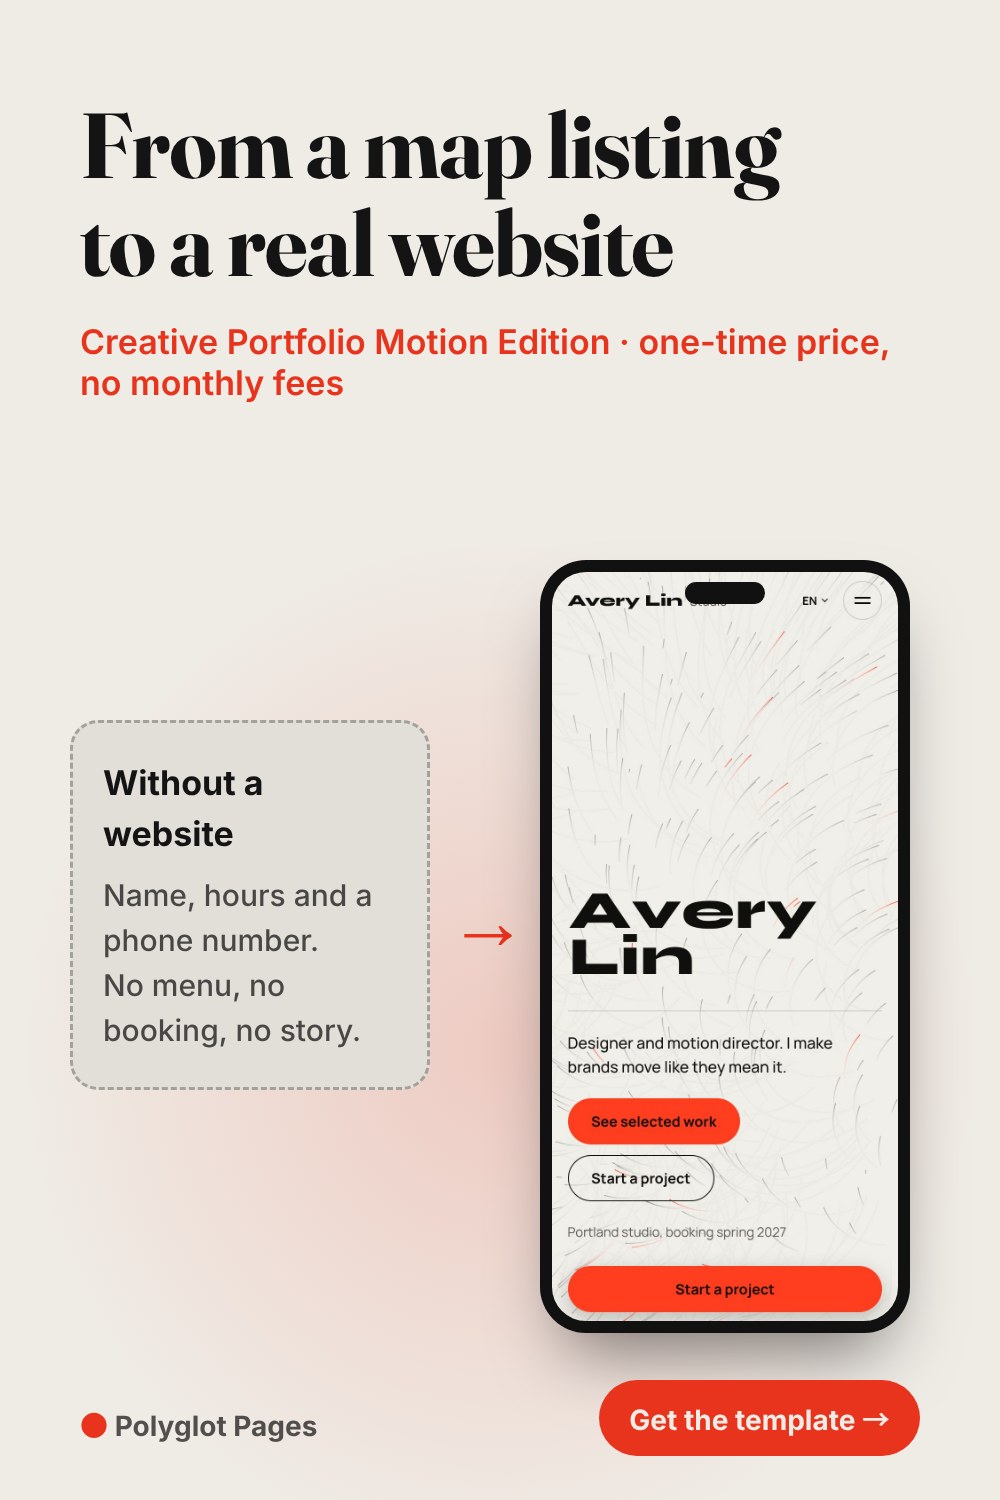 From a map listing
to a real website
Creative Portfolio Motion Edition · one-time price,
no monthly fees
Without a
website
Name, hours and a
phone number.
No menu, no
booking, no story.
→
Avery Lin
EN
Avery
Lin
Designer and motion director. I make
brands move like they mean it.
See selected work
Start a project
Portland studio, booking spring 2027
Start a project
Polyglot Pages
Get the template →